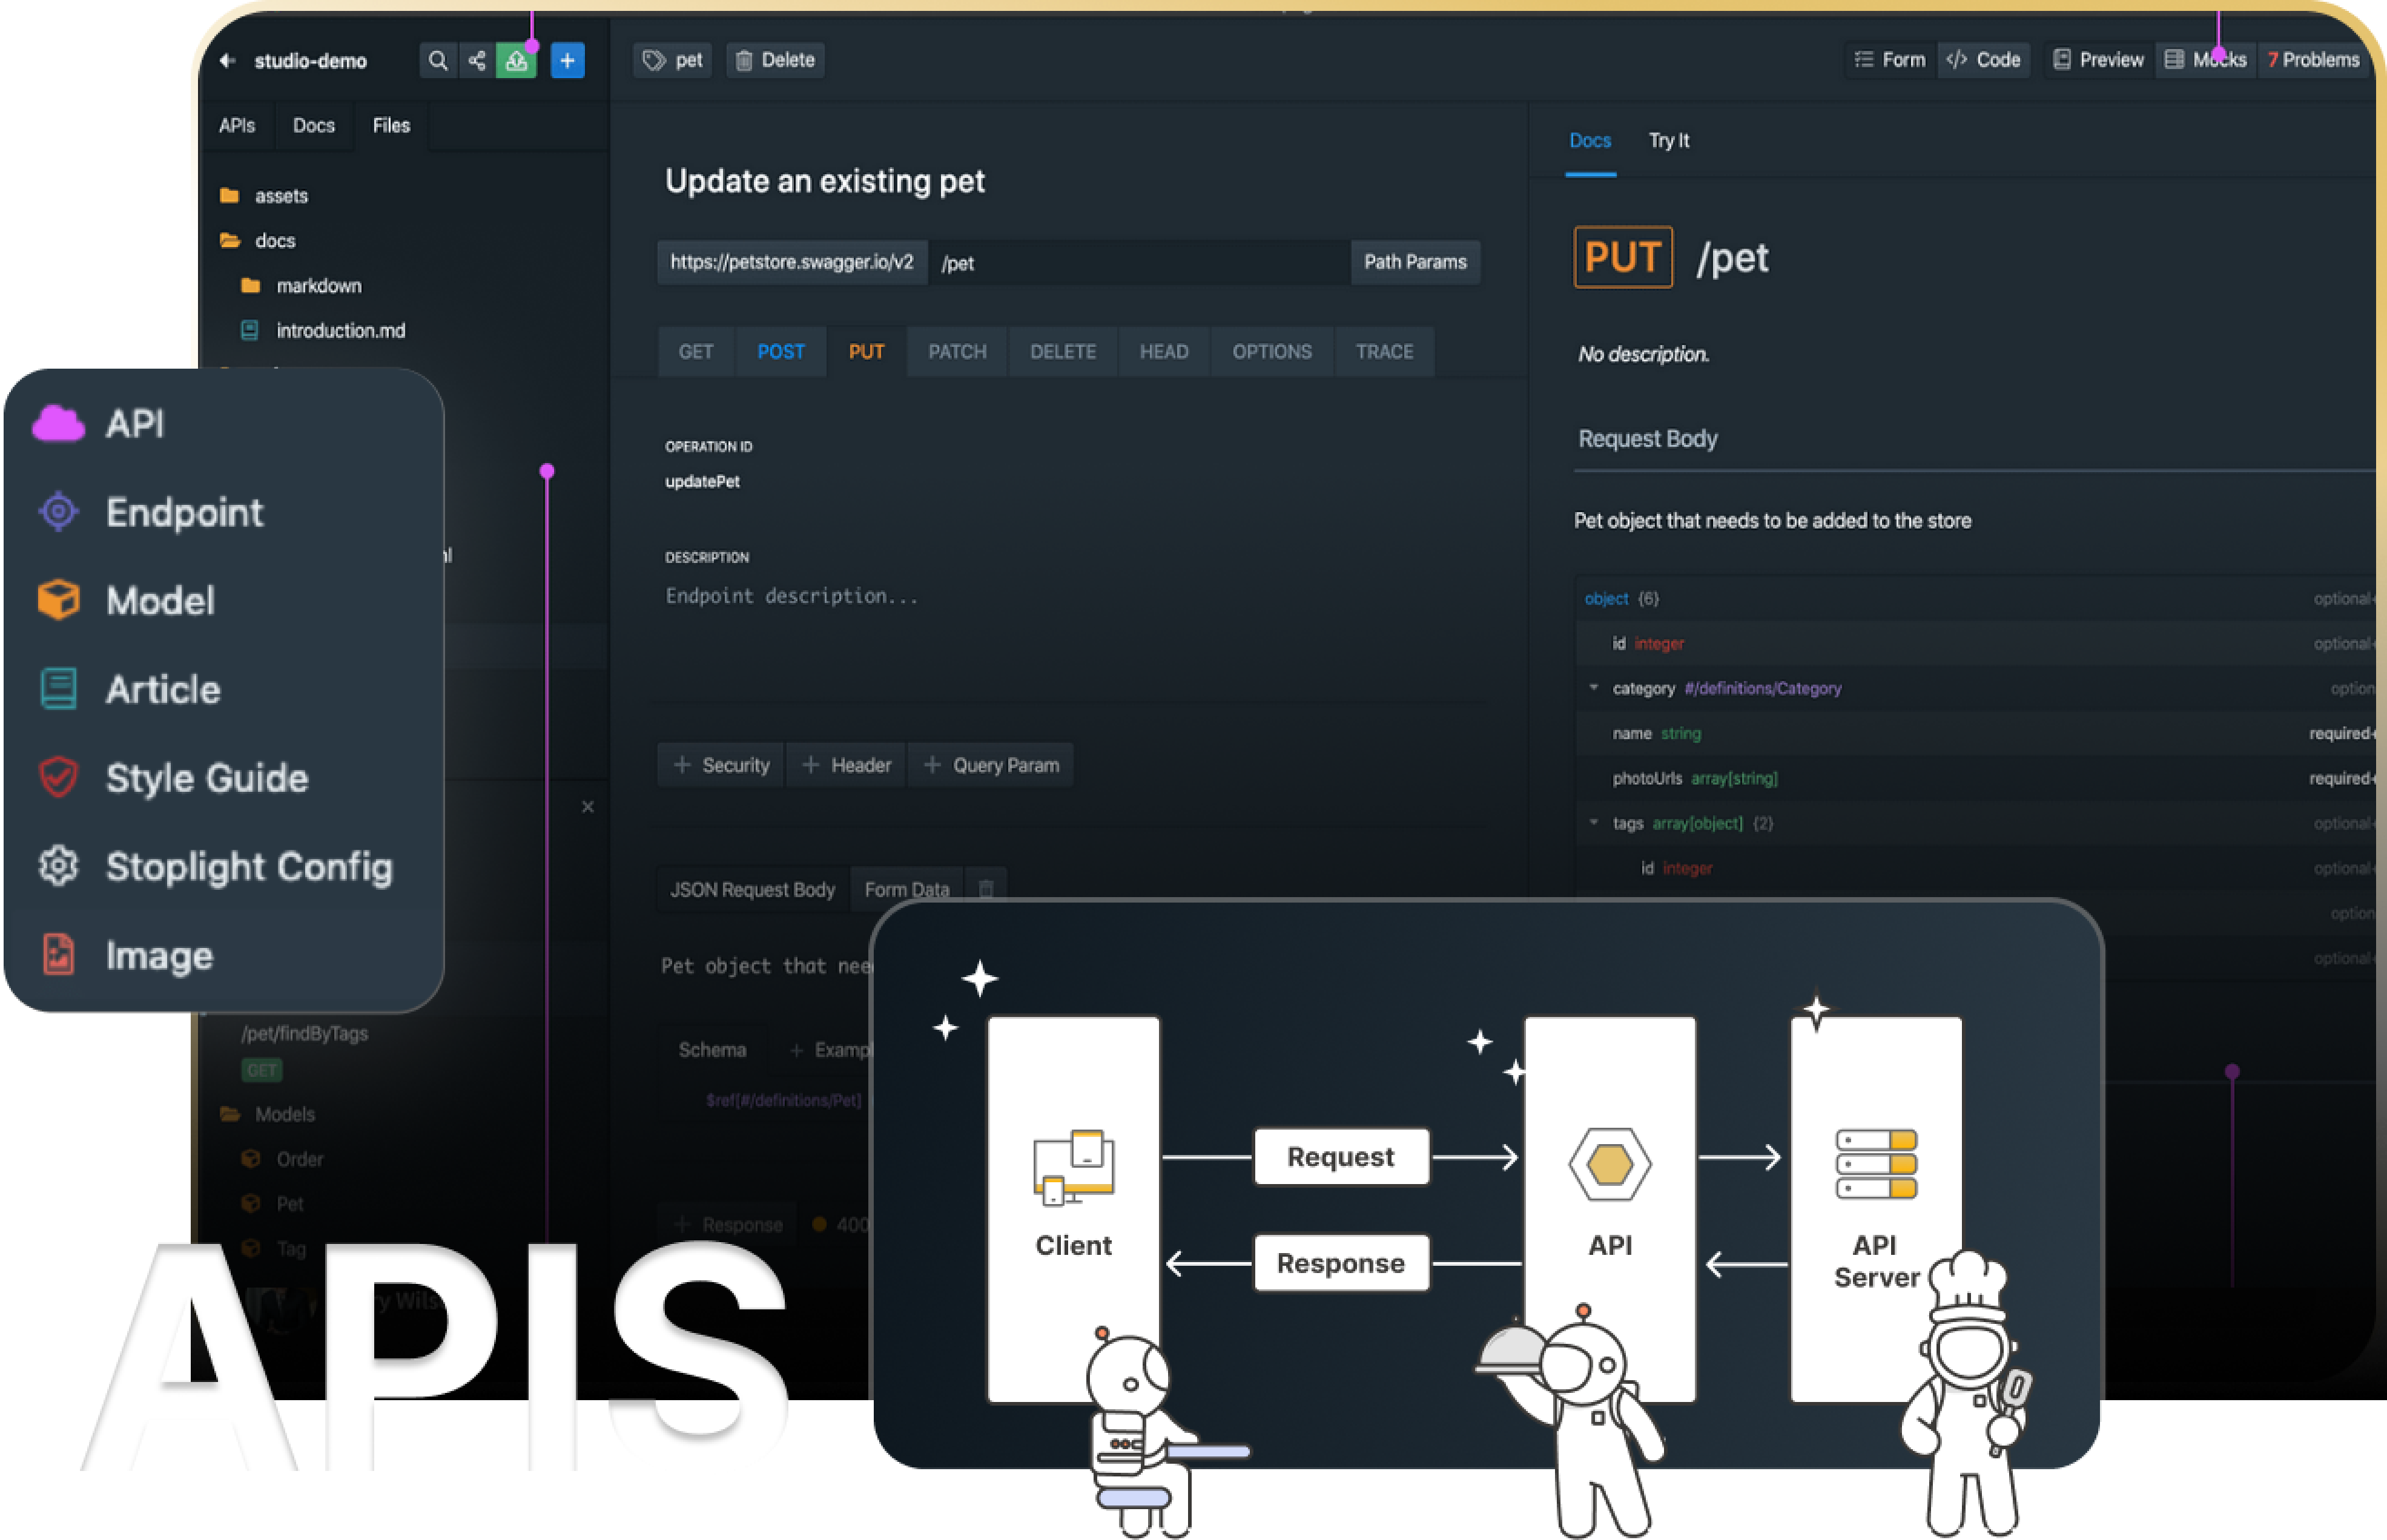 studio-demo
pet
Delete
Form
Code
Preview
Mocks
7 Problems
APIs
Docs
Files
assets
docs
markdown
introduction.md
API
Endpoint
Model
Article
Style Guide
Stoplight Config
Image
/pet/findByTags
GET
Models
Order
Pet
Tag
Update an existing pet
https://petstore.swagger.io/v2 /pet Path Params
GET POST PUT PATCH DELETE HEAD OPTIONS TRACE
OPERATION ID
updatePet
DESCRIPTION
Endpoint description...
+ Security + Header + Query Param
JSON Request Body Form Data
Pet object that
Schema +
$ref[#/definitions/Pet]
+ Response 400
Docs Try It
PUT /pet
No description.
Request Body
Pet object that needs to be added to the store
object {6} optional
id integer optional
category #/definitions/Category
name string required
photoUrls array[string] required
tags array[object] {2} optional
id integer optional
optional
APIS
Request
Response
Client
API
API
Server